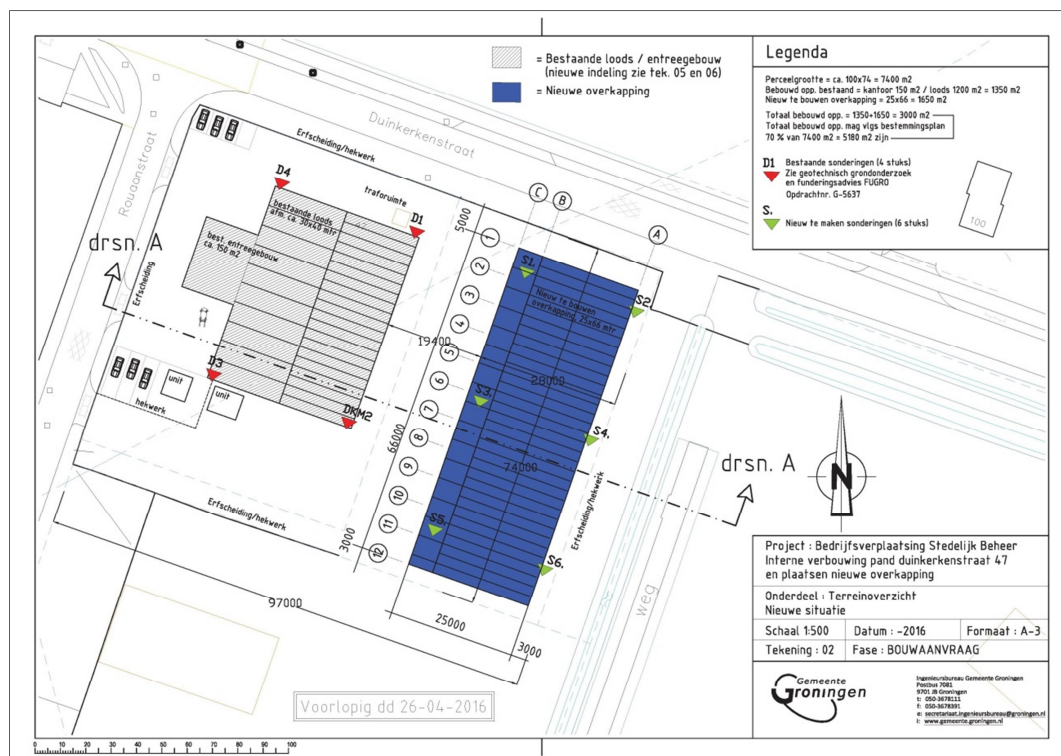 = Bestaande loods / entreegebouw
(nieuwe indeling zie tek. 05 en 06)
= Nieuwe overkapping
Legenda
Perceelgrootte = ca. 100x74 = 7400 m2
Bebouwd opp. bestaand = kantoor 150 m2 / loods 1200 m2 = 1350 m2
Nieuw te bouwen overkapping = 25x66 = 1650 m2
Totaal bebouwd opp. = 1350+1650 = 3000 m2
Totaal bebouwd opp. mag vlgs bestemmingsplan
70 % van 7400 m2 = 5180 m2 zijn
D1 Bestaande sonderingen (4 stuks)
Zie geotechnisch grondonderzoek
en funderingsadvies FUGRO
Opdrachtnr. G-5637
S. Nieuw te maken sonderingen (6 stuks)
100
Duinkerkenstraat
Rouaanstraat
Erfscheiding/hekwerk
D4
traforuimte
D1
bestaande loods
afm. ca. 30x40 mtr
best. entreegebouw
ca. 150 m2
drsn. A
Erfscheiding
5000
C
B
A
1
2
3
4
5
6
7
8
9
10
11
12
S1.
S2
Nieuw te bouwen
overkapping, 25x66 mtr
19400
28000
S3.
S4.
74000
66000
D3
unit
unit
hekwerk
DKM2
drsn. A
Erfscheiding/hekwerk
Erfscheiding/hekwerk
S5.
S6.
3000
97000
25000
3000
weg
N
Voorlopig dd 26-04-2016
Project : Bedrijfsverplaatsing Stedelijk Beheer
Interne verbouwing pand duinkerkenstraat 47
en plaatsen nieuwe overkapping
Onderdeel : Terreinoverzicht
Nieuwe situatie
Schaal 1:500 Datum : -2016 Formaat : A-3
Tekening : 02 Fase : BOUWAANVRAAG
Gemeente
Groningen
Ingenieursbureau Gemeente Groningen
Postbus 7081
9701 JB Groningen
t: 050-3678111
f: 050-3678391
e: secretariaat.ingenieursbureau@groningen.nl
i: www.gemeente.groningen.nl
0 10 20 30 40 50 60 70 80 90 100